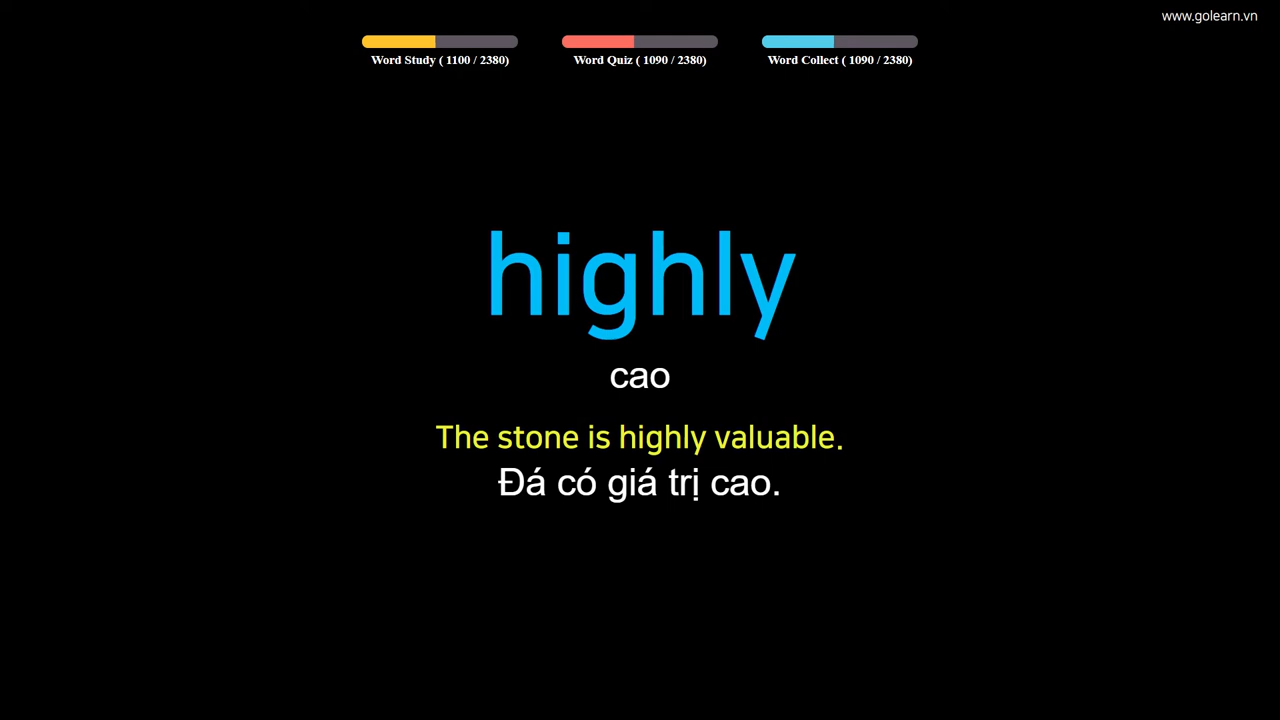 www.golearn.vn
Word Study ( 1100 / 2380)
Word Quiz ( 1090 / 2380)
Word Collect ( 1090 / 2380)
highly
cao
The stone is highly valuable.
Đá có giá trị cao.